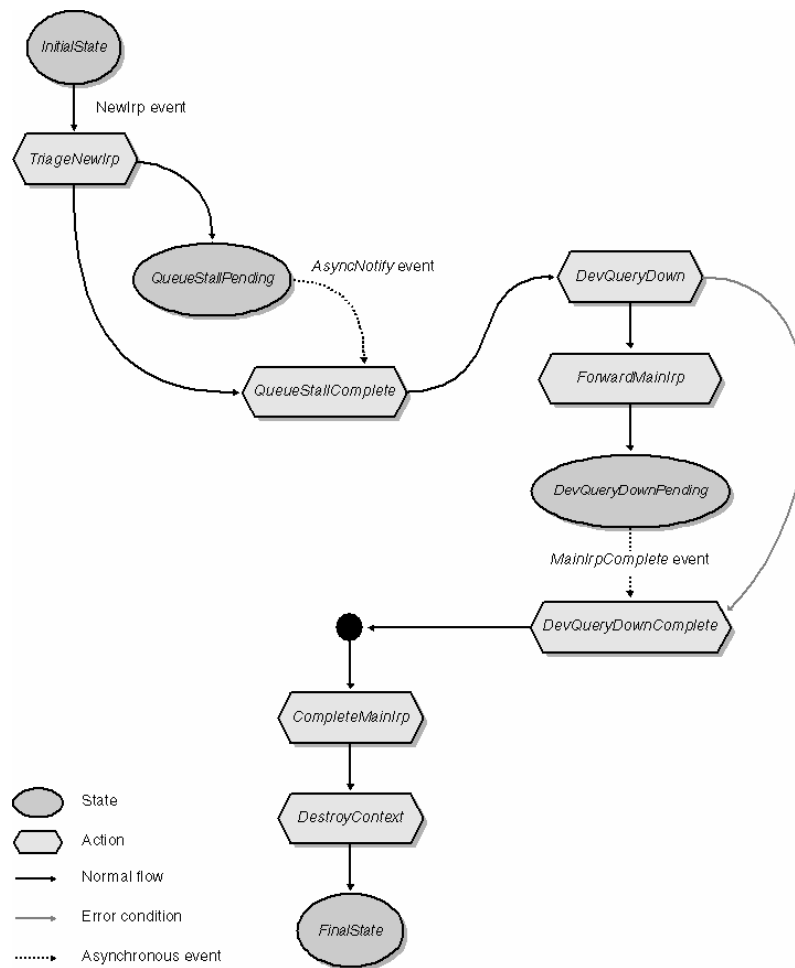 InitialState
NewIrp event
TriageNewIrp
QueueStallPending
AsyncNotify event
DevQueryDown
QueueStallComplete
ForwardMainIrp
DevQueryDownPending
MainIrpComplete event
DevQueryDownComplete
CompleteMainIrp
DestroyContext
FinalState
State
Action
Normal flow
Error condition
Asynchronous event